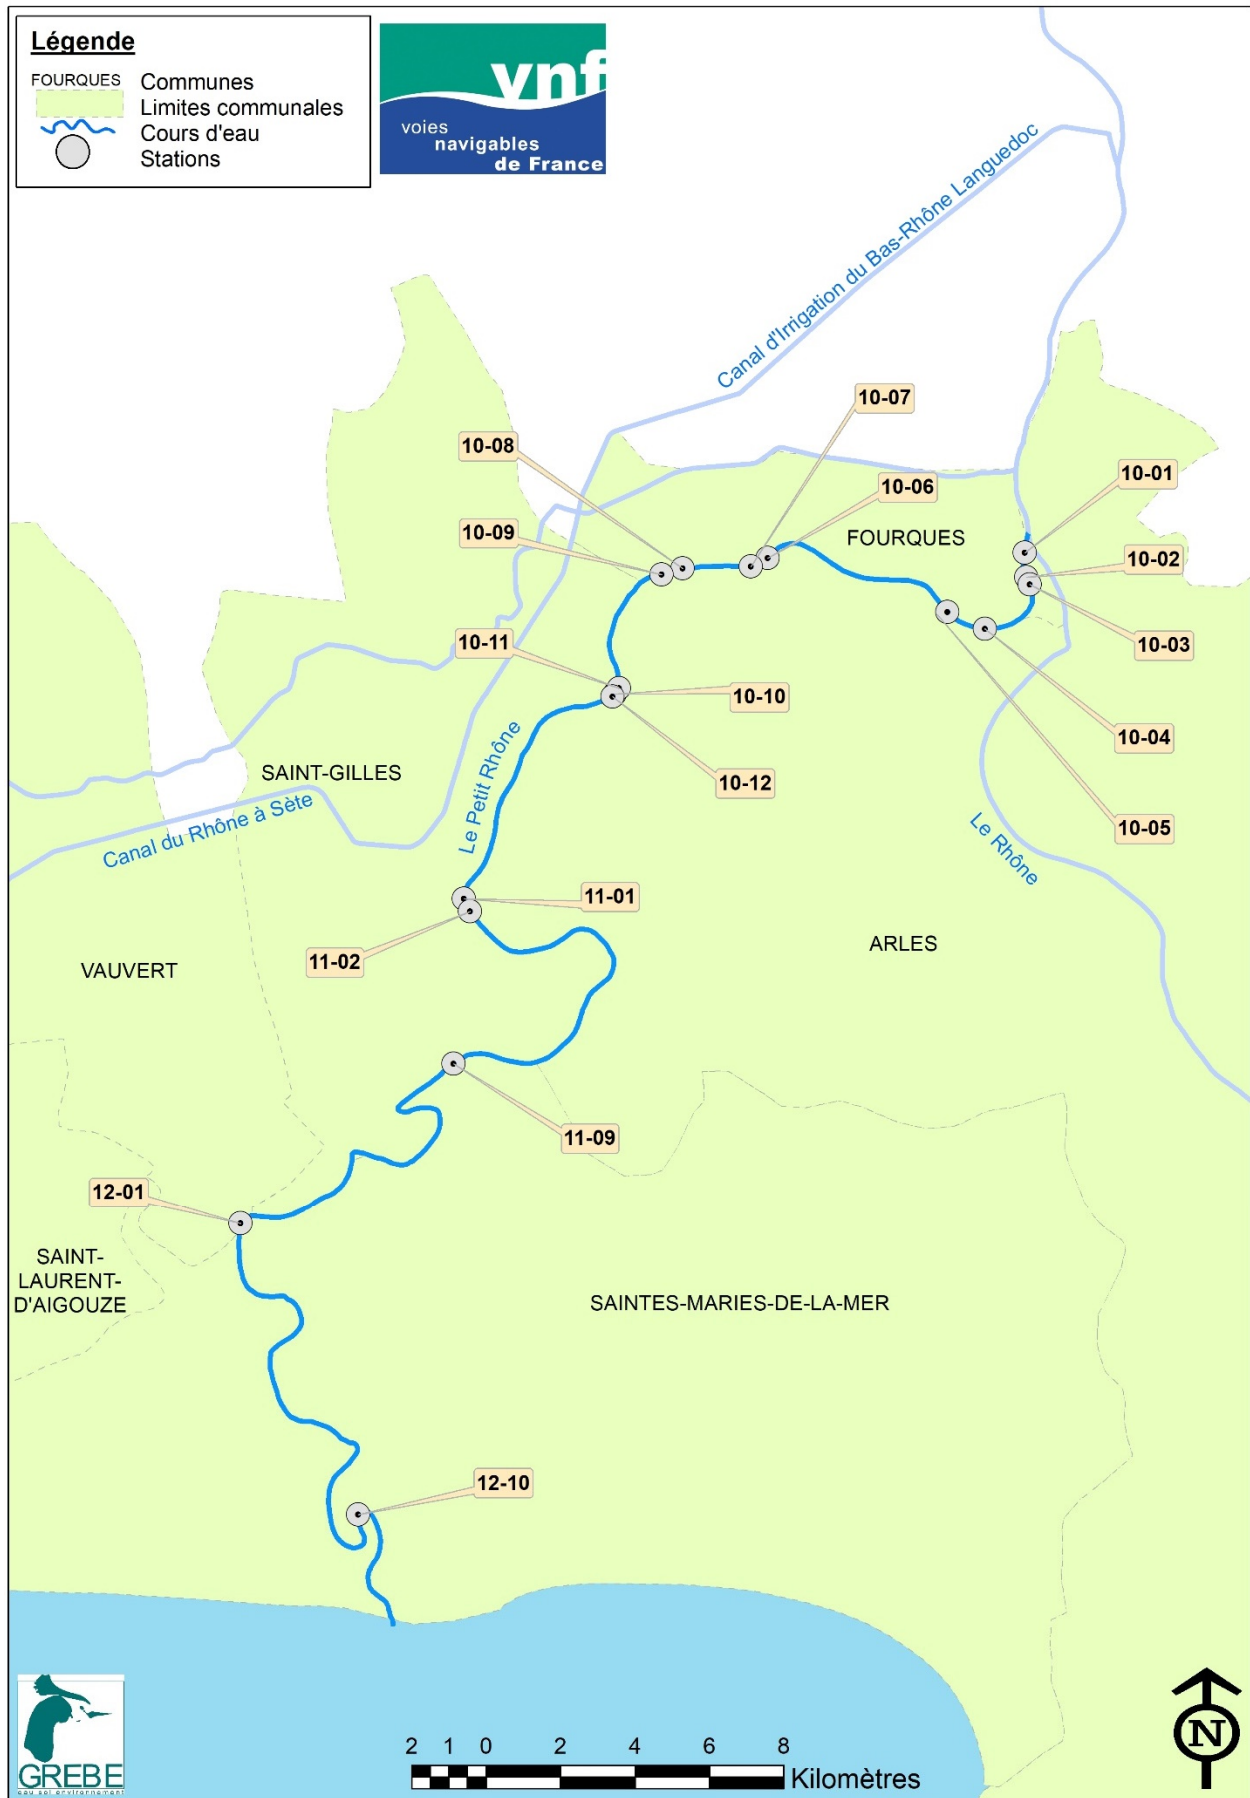 Légende
FOURQUES Communes
Limites communales
Cours d'eau
Stations
vnf
voies
navigables
de France
Canal d'Irrigation du Bas-Rhône Languedoc
10-07
10-08
10-01
10-06
10-09
FOURQUES
10-02
10-11
10-03
10-10
10-04
SAINT-GILLES
Le Petit Rhône
10-12
Canal du Rhône à Sète
10-05
Le Rhône
11-01
11-02
VAUVERT
ARLES
11-09
12-01
SAINT-
LAURENT-
D'AIGOUZE
SAINTES-MARIES-DE-LA-MER
12-10
GREBE
eau sol environnement
2 1 0 2 4 6 8
Kilomètres
N